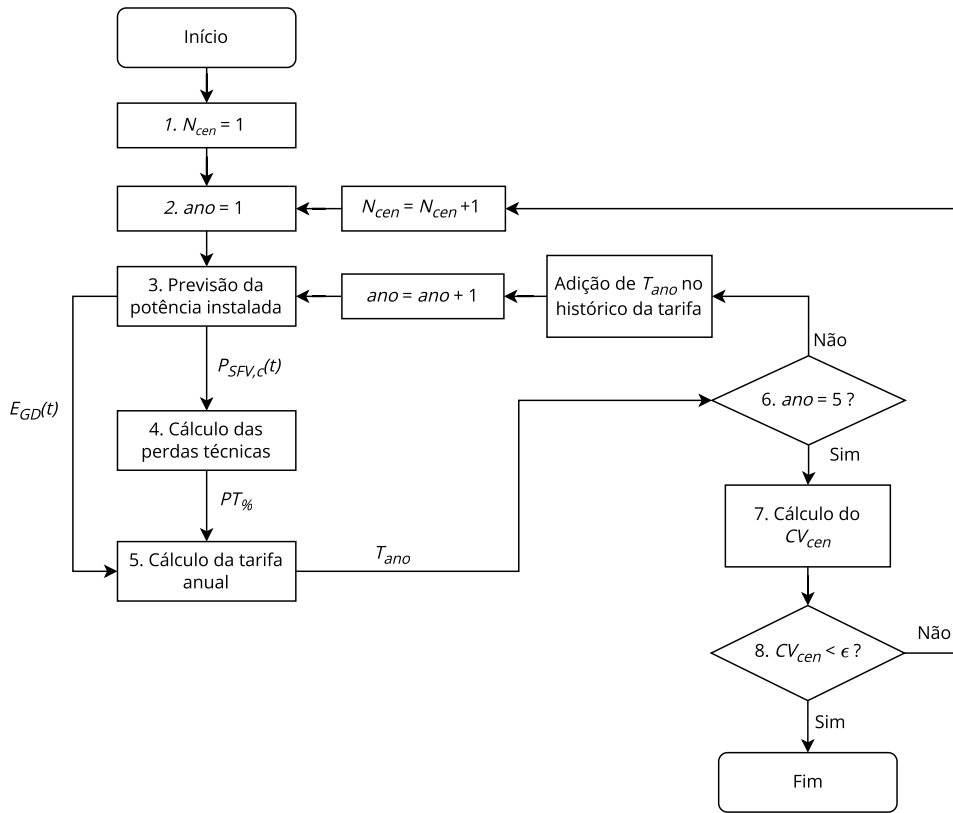 Início
1. N_cen = 1
2. ano = 1
N_cen = N_cen +1
3. Previsão da
potência instalada
ano = ano + 1
Adição de T_ano no
histórico da tarifa
Não
P_SFV,c(t)
E_GD(t)
6. ano = 5 ?
4. Cálculo das
perdas técnicas
Sim
PT_%
7. Cálculo do
CV_cen
5. Cálculo da tarifa
anual
T_ano
8. CV_cen < ϵ ?
Não
Sim
Fim